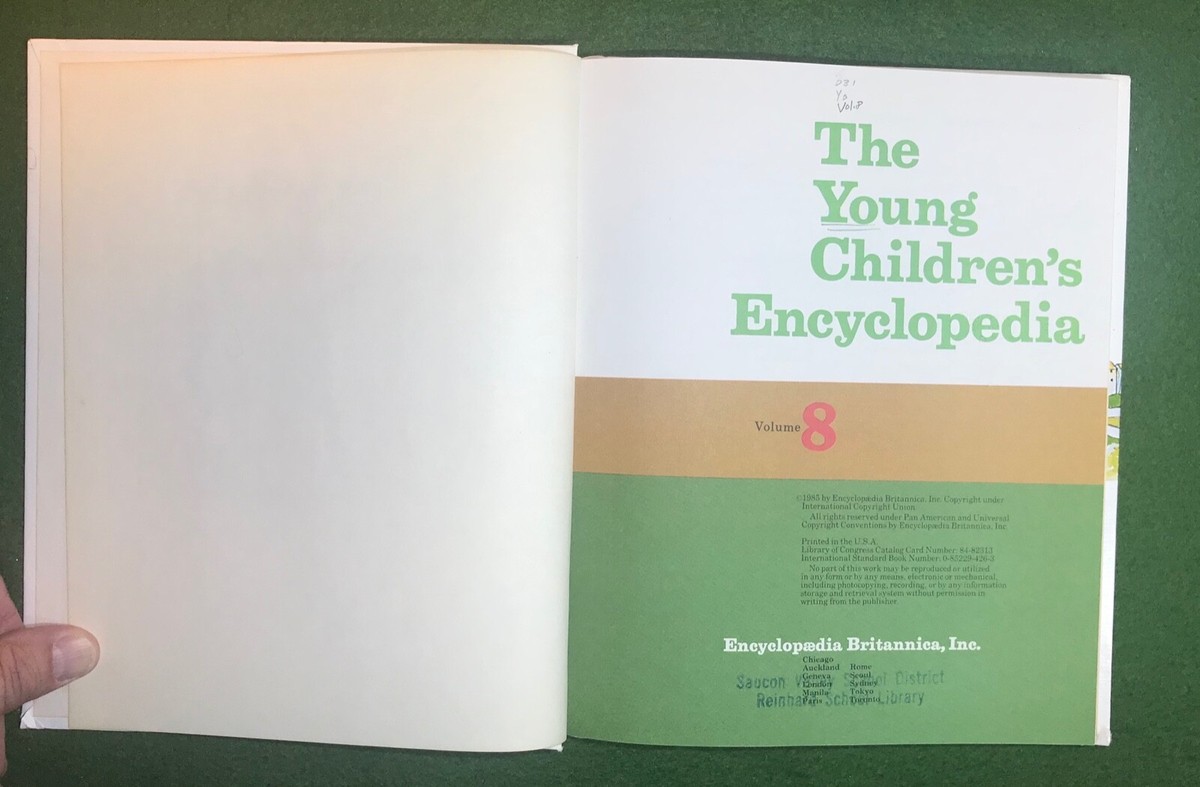 Yo
Vol.8
The
Young
Children's
Encyclopedia
Volume 8
©1985 by Encyclopædia Britannica, Inc. Copyright under
International Copyright Union
All rights reserved under Pan American and Universal
Copyright Conventions by Encyclopædia Britannica, Inc
Printed in the U.S.A.
Library of Congress Catalog Card Number: 84-82313
International Standard Book Number: 0-85229-426-3
No part of this work may be reproduced or utilized
in any form or by any means, electronic or mechanical,
including photocopying, recording, or by any information
storage and retrieval system without permission in
writing from the publisher.
Encyclopædia Britannica, Inc.
Chicago
Auckland Rome
Geneva Seoul
London Sydney
Manila Tokyo
Paris Toronto
Saucon Valley School District
Reinhard School Library